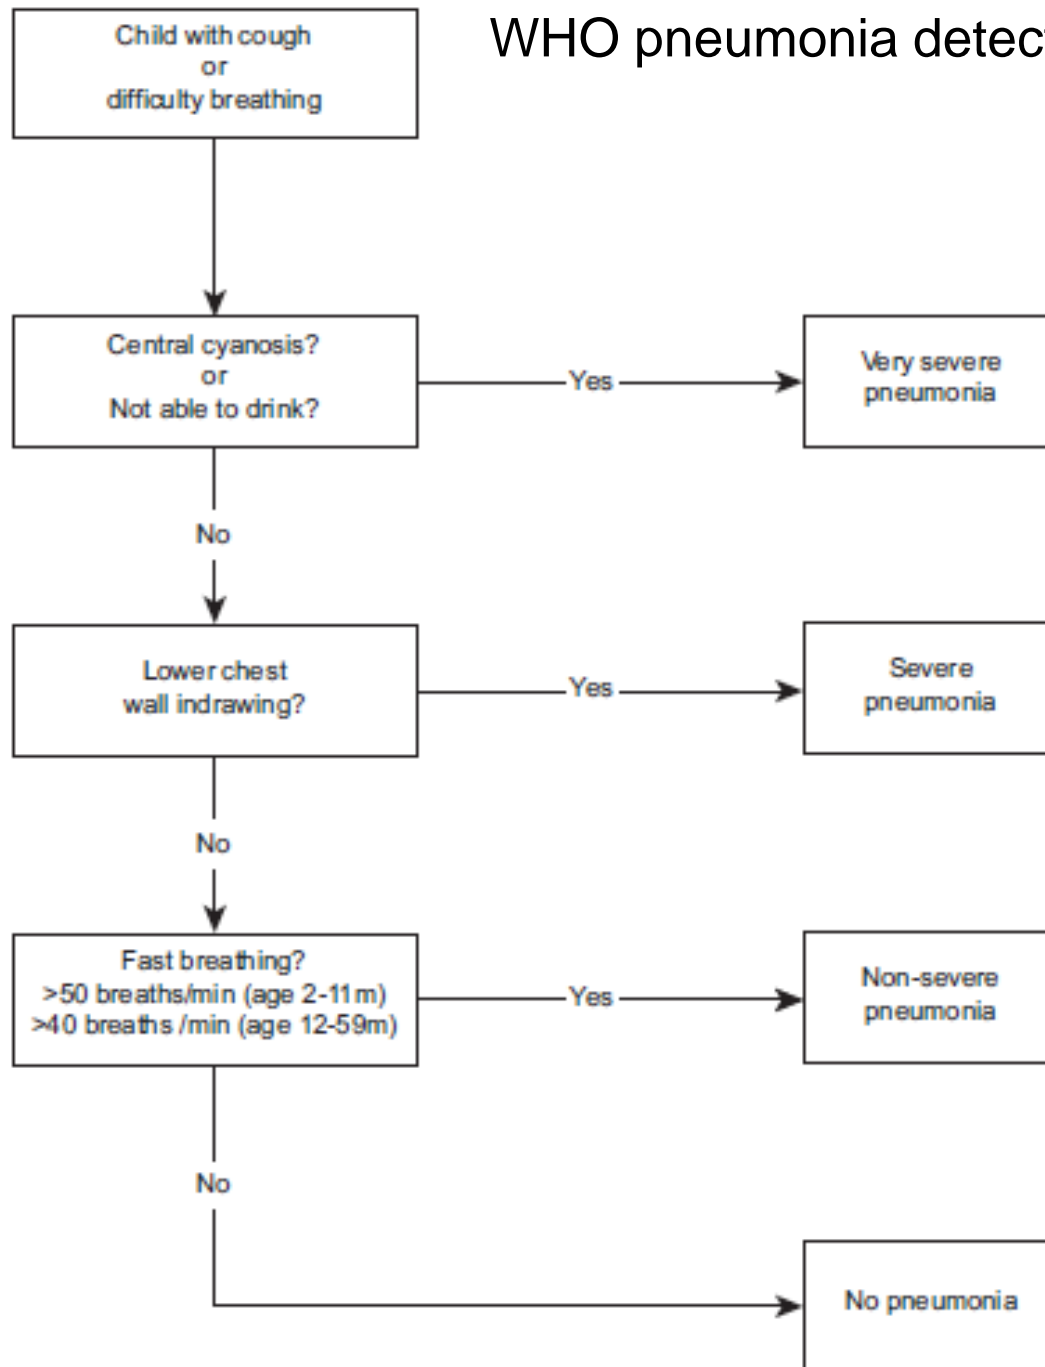 WHO pneumonia detec
Child with cough
or
difficulty breathing
Central cyanosis?
or
Not able to drink?
Yes
Very severe
pneumonia
No
Lower chest
wall indrawing?
Yes
Severe
pneumonia
No
Fast breathing?
>50 breaths/min (age 2-11m)
>40 breaths /min (age 12-59m)
Yes
Non-severe
pneumonia
No
No pneumonia